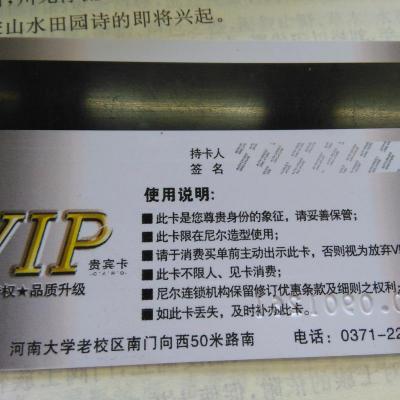 山水田园诗的即将兴起。
持卡人
签 名
使用说明:
■ 此卡是您尊贵身份的象征，请妥善保管；
■ 此卡限在尼尔造型使用；
■ 请于消费买单前主动出示此卡，否则视为放弃V
■ 此卡不限人、见卡消费；
■ 尼尔连锁机构保留修订优惠条款及细则之权利；
■ 如此卡丢失，及时补办此卡。
VIP
贵宾卡
权★品质升级
河南大学老校区南门向西50米路南 电话：0371-22